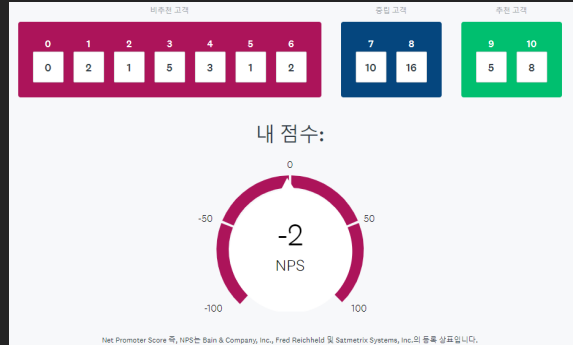 비추천 고객 중립 고객 추천 고객
0 1 2 3 4 5 6 7 8 9 10
0 2 1 5 3 1 2 10 16 5 8
내 점수:
0
-50 50
-2
NPS
-100 100
Net Promoter Score 즉, NPS는 Bain & Company, Inc., Fred Reichheld 및 Satmetrix Systems, Inc.의 등록 상표입니다.